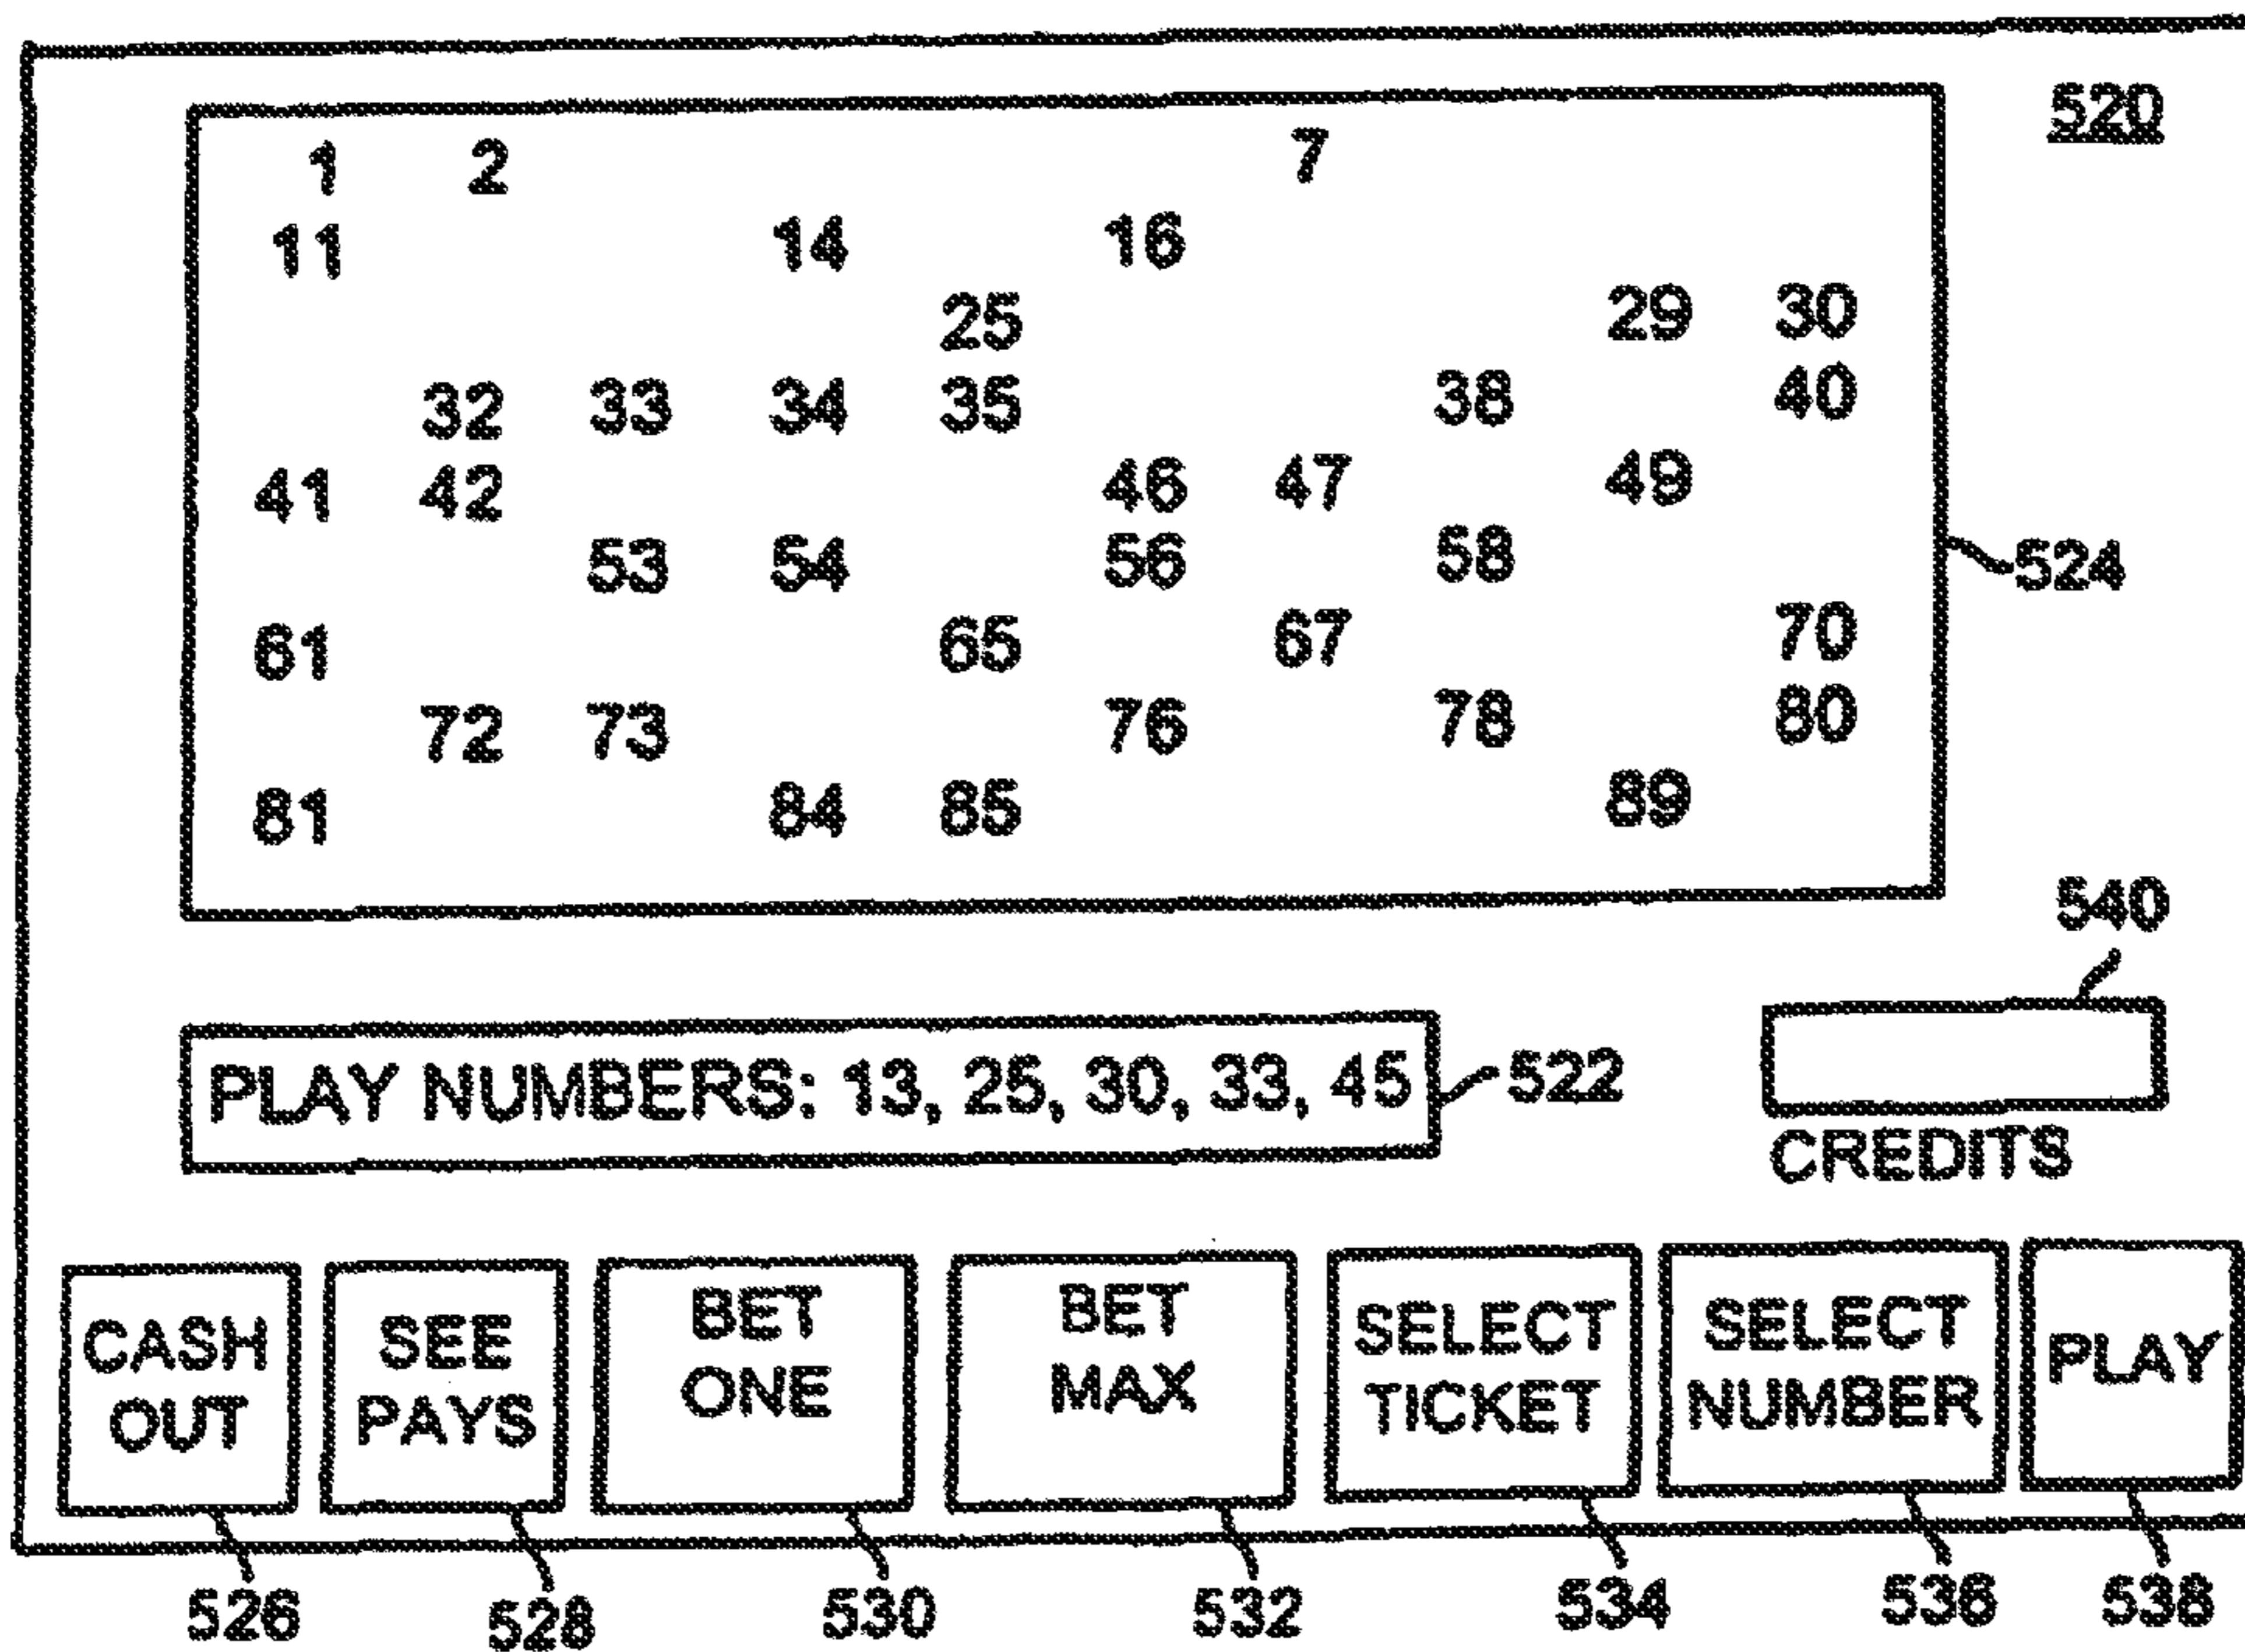 520
1 2 7
11 14 16
25 29 30
32 33 34 35 38 40
41 42 46 47 49
53 54 56 58
524
61 65 67 70
72 73 76 78 80
81 84 85 89
540
PLAY NUMBERS: 13, 25, 30, 33, 45
522
CREDITS
CASH OUT
SEE PAYS
BET ONE
BET MAX
SELECT TICKET
SELECT NUMBER
PLAY
526 528 530 532 534 536 538